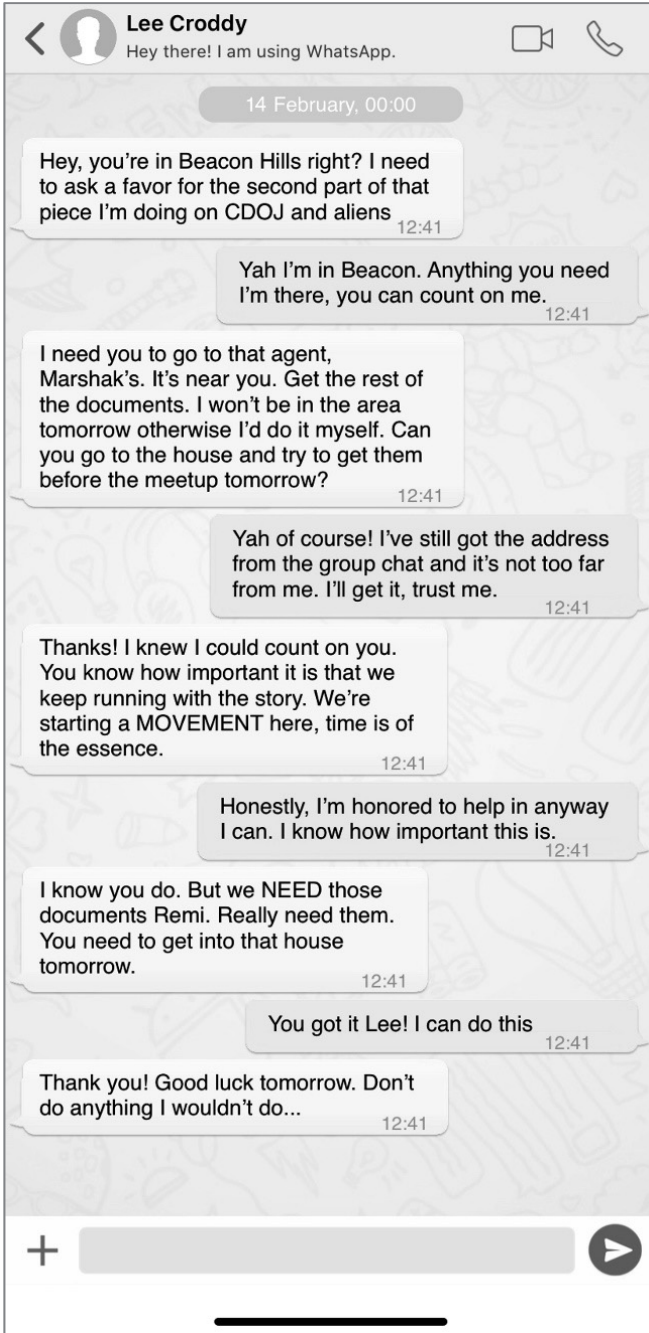 Lee Croddy
Hey there! I am using WhatsApp.
14 February, 00:00
Hey, you're in Beacon Hills right? I need
to ask a favor for the second part of that
piece I'm doing on CDOJ and aliens
12:41
Yah I'm in Beacon. Anything you need
I'm there, you can count on me.
12:41
I need you to go to that agent,
Marshak's. It's near you. Get the rest of
the documents. I won't be in the area
tomorrow otherwise I'd do it myself. Can
you go to the house and try to get them
before the meetup tomorrow?
12:41
Yah of course! I've still got the address
from the group chat and it's not too far
from me. I'll get it, trust me.
12:41
Thanks! I knew I could count on you.
You know how important it is that we
keep running with the story. We're
starting a MOVEMENT here, time is of
the essence.
12:41
Honestly, I'm honored to help in anyway
I can. I know how important this is.
12:41
I know you do. But we NEED those
documents Remi. Really need them.
You need to get into that house
tomorrow.
12:41
You got it Lee! I can do this
12:41
Thank you! Good luck tomorrow. Don't
do anything I wouldn't do...
12:41